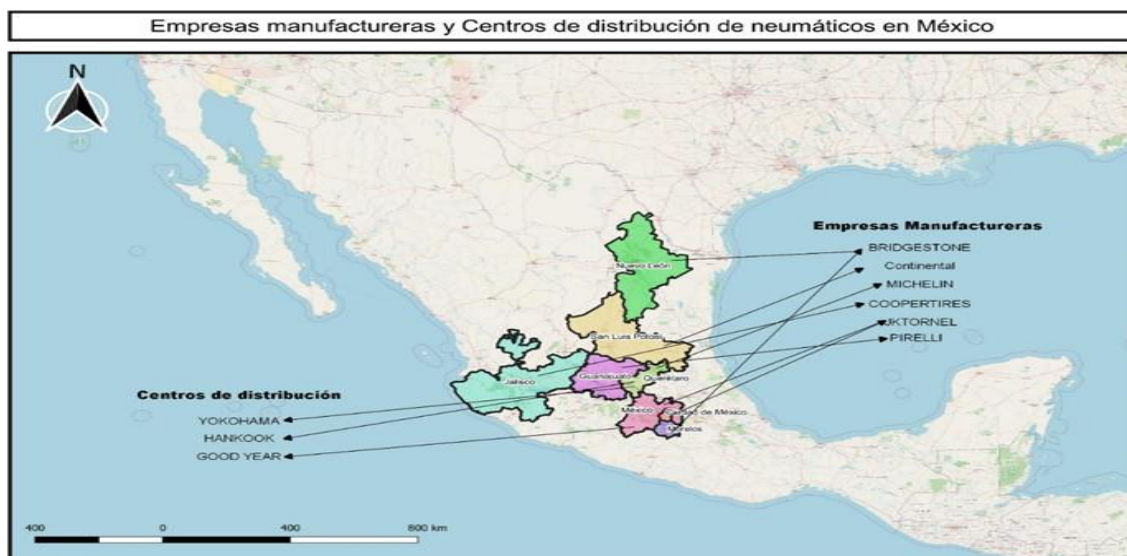 Empresas manufactureras y Centros de distribución de neumáticos en México
N
Empresas Manufactureras
BRIDGESTONE
Continental
MICHELIN
COOPERTIRES
JKTORNEL
PIRELLI
Nuevo León
San Luis Potosí
Jalisco
Guanajuato
Querétaro
México
Ciudad de México
Morelos
Centros de distribución
YOKOHAMA
HANKOOK
GOOD YEAR
400 0 400 800 km